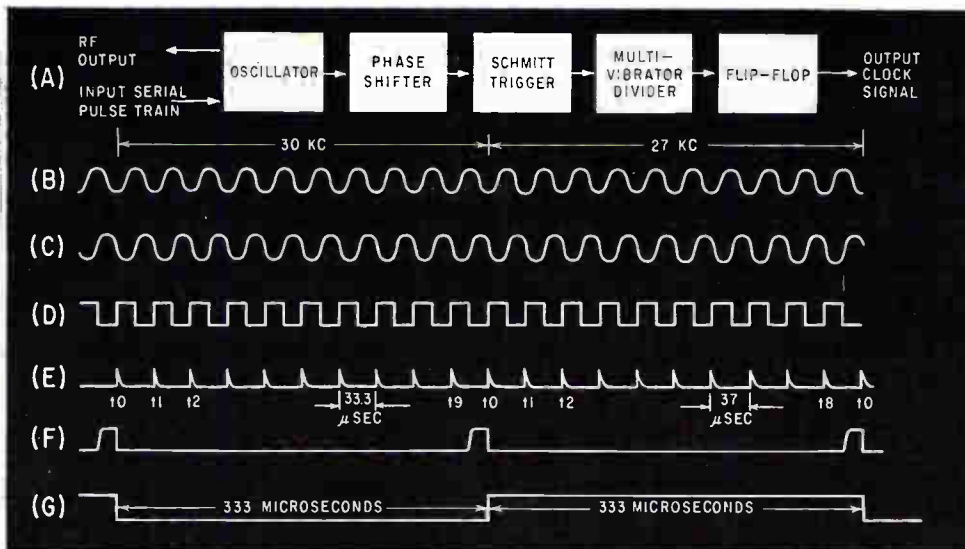 (A)
RF
OUTPUT
INPUT SERIAL
PULSE TRAIN
OSCILLATOR
PHASE
SHIFTER
SCHMITT
TRIGGER
MULTI-
VIBRATOR
DIVIDER
FLIP-FLOP
OUTPUT
CLOCK
SIGNAL
30 KC
27 KC
(B)
(C)
(D)
(E)
t0 t1 t2 33.3 t9 t0 t1 t2 37 t8 t0
μSEC μSEC
(F)
(G) 333 MICROSECONDS 333 MICROSECONDS